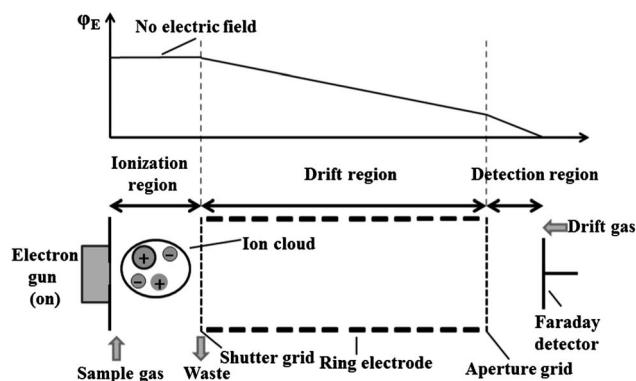 φE
No electric field
Ionization
region
Drift region
Detection region
Electron
gun
(on)
Ion cloud
+
−
−
+
Drift gas
Faraday
detector
Sample gas
Waste
Shutter grid
Ring electrode
Aperture grid